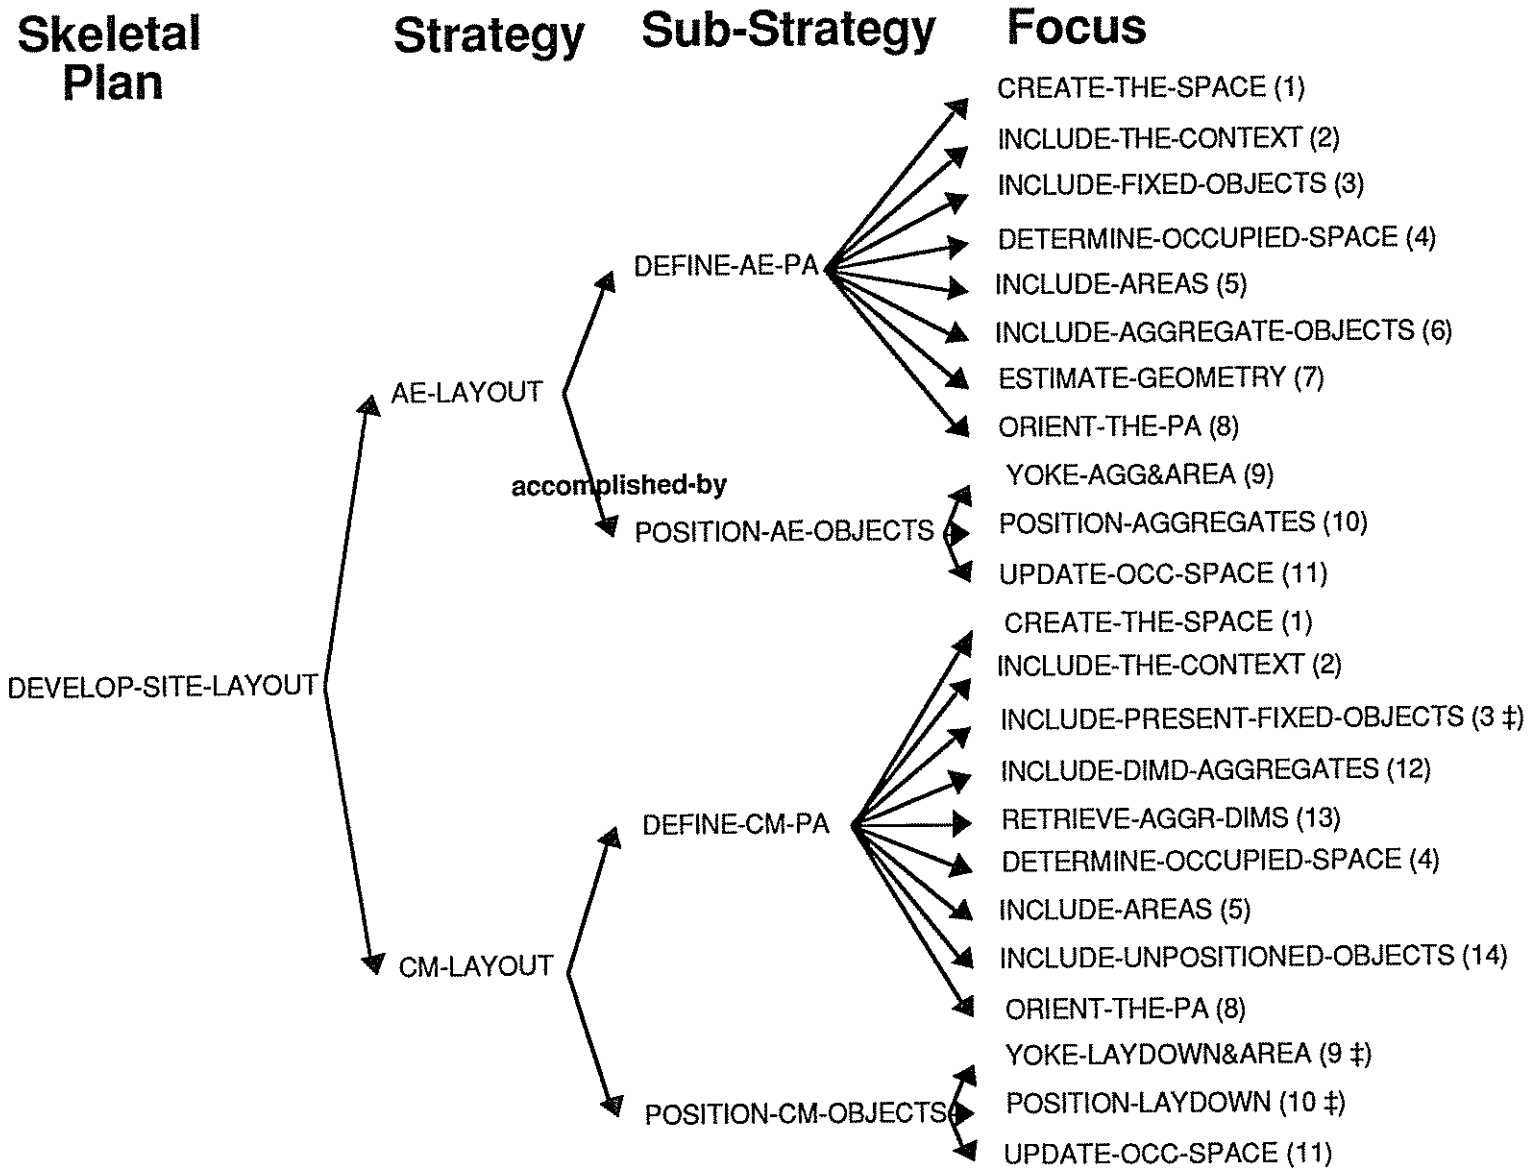 Skeletal
Plan
Strategy
Sub-Strategy
Focus
CREATE-THE-SPACE (1)
INCLUDE-THE-CONTEXT (2)
INCLUDE-FIXED-OBJECTS (3)
DETERMINE-OCCUPIED-SPACE (4)
DEFINE-AE-PA
INCLUDE-AREAS (5)
INCLUDE-AGGREGATE-OBJECTS (6)
ESTIMATE-GEOMETRY (7)
AE-LAYOUT
ORIENT-THE-PA (8)
YOKE-AGG&AREA (9)
accomplished-by
POSITION-AGGREGATES (10)
POSITION-AE-OBJECTS
UPDATE-OCC-SPACE (11)
CREATE-THE-SPACE (1)
INCLUDE-THE-CONTEXT (2)
DEVELOP-SITE-LAYOUT
INCLUDE-PRESENT-FIXED-OBJECTS (3 ‡)
INCLUDE-DIMD-AGGREGATES (12)
RETRIEVE-AGGR-DIMS (13)
DEFINE-CM-PA
DETERMINE-OCCUPIED-SPACE (4)
INCLUDE-AREAS (5)
INCLUDE-UNPOSITIONED-OBJECTS (14)
CM-LAYOUT
ORIENT-THE-PA (8)
YOKE-LAYDOWN&AREA (9 ‡)
POSITION-LAYDOWN (10 ‡)
POSITION-CM-OBJECTS
UPDATE-OCC-SPACE (11)